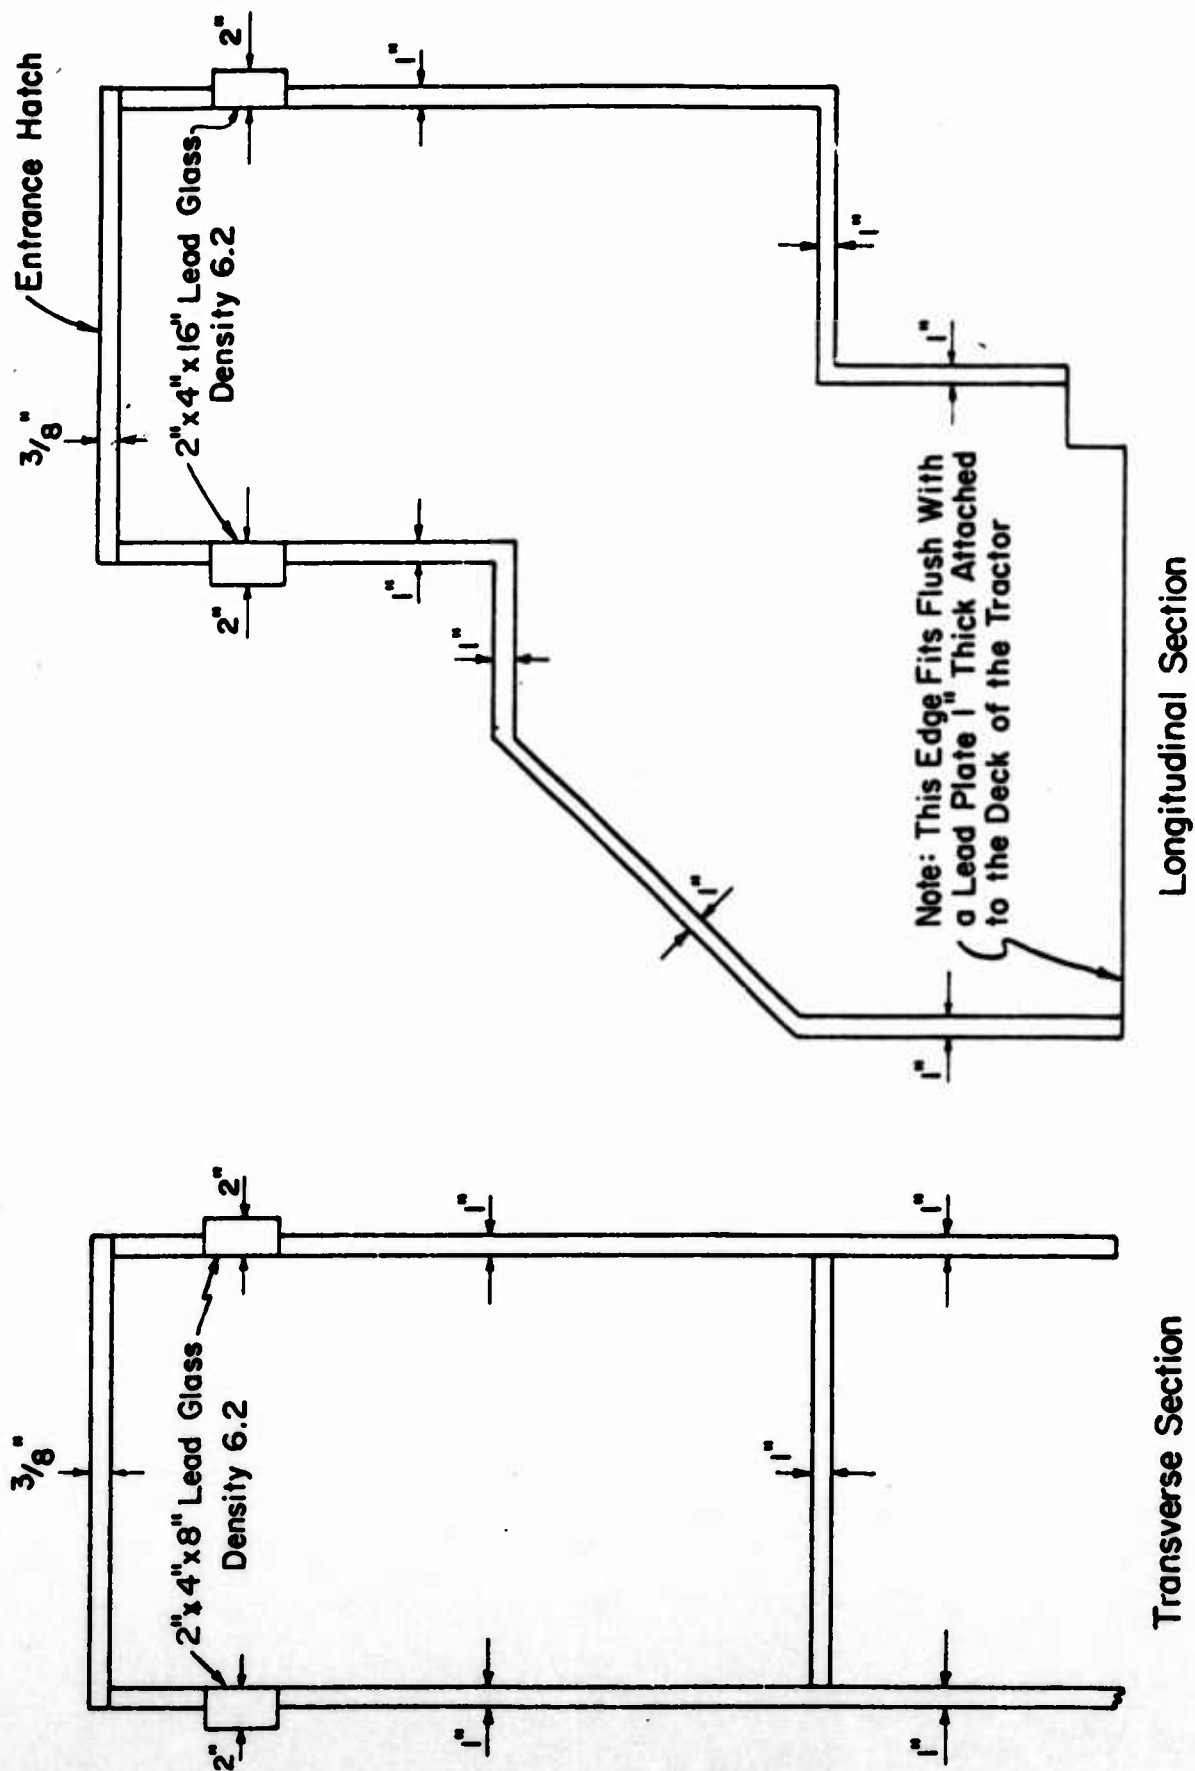 3/8"
2"x4"x8" Lead Glass
Density 6.2
2"
2"
1"
1"
1"
1"
1"
Transverse Section
Entrance Hatch
3/8"
2"x4"x16" Lead Glass
Density 6.2
2"
2"
1"
1"
1"
1"
1"
1"
1"
Note: This Edge Fits Flush With
a Lead Plate 1" Thick Attached
to the Deck of the Tractor
Longitudinal Section